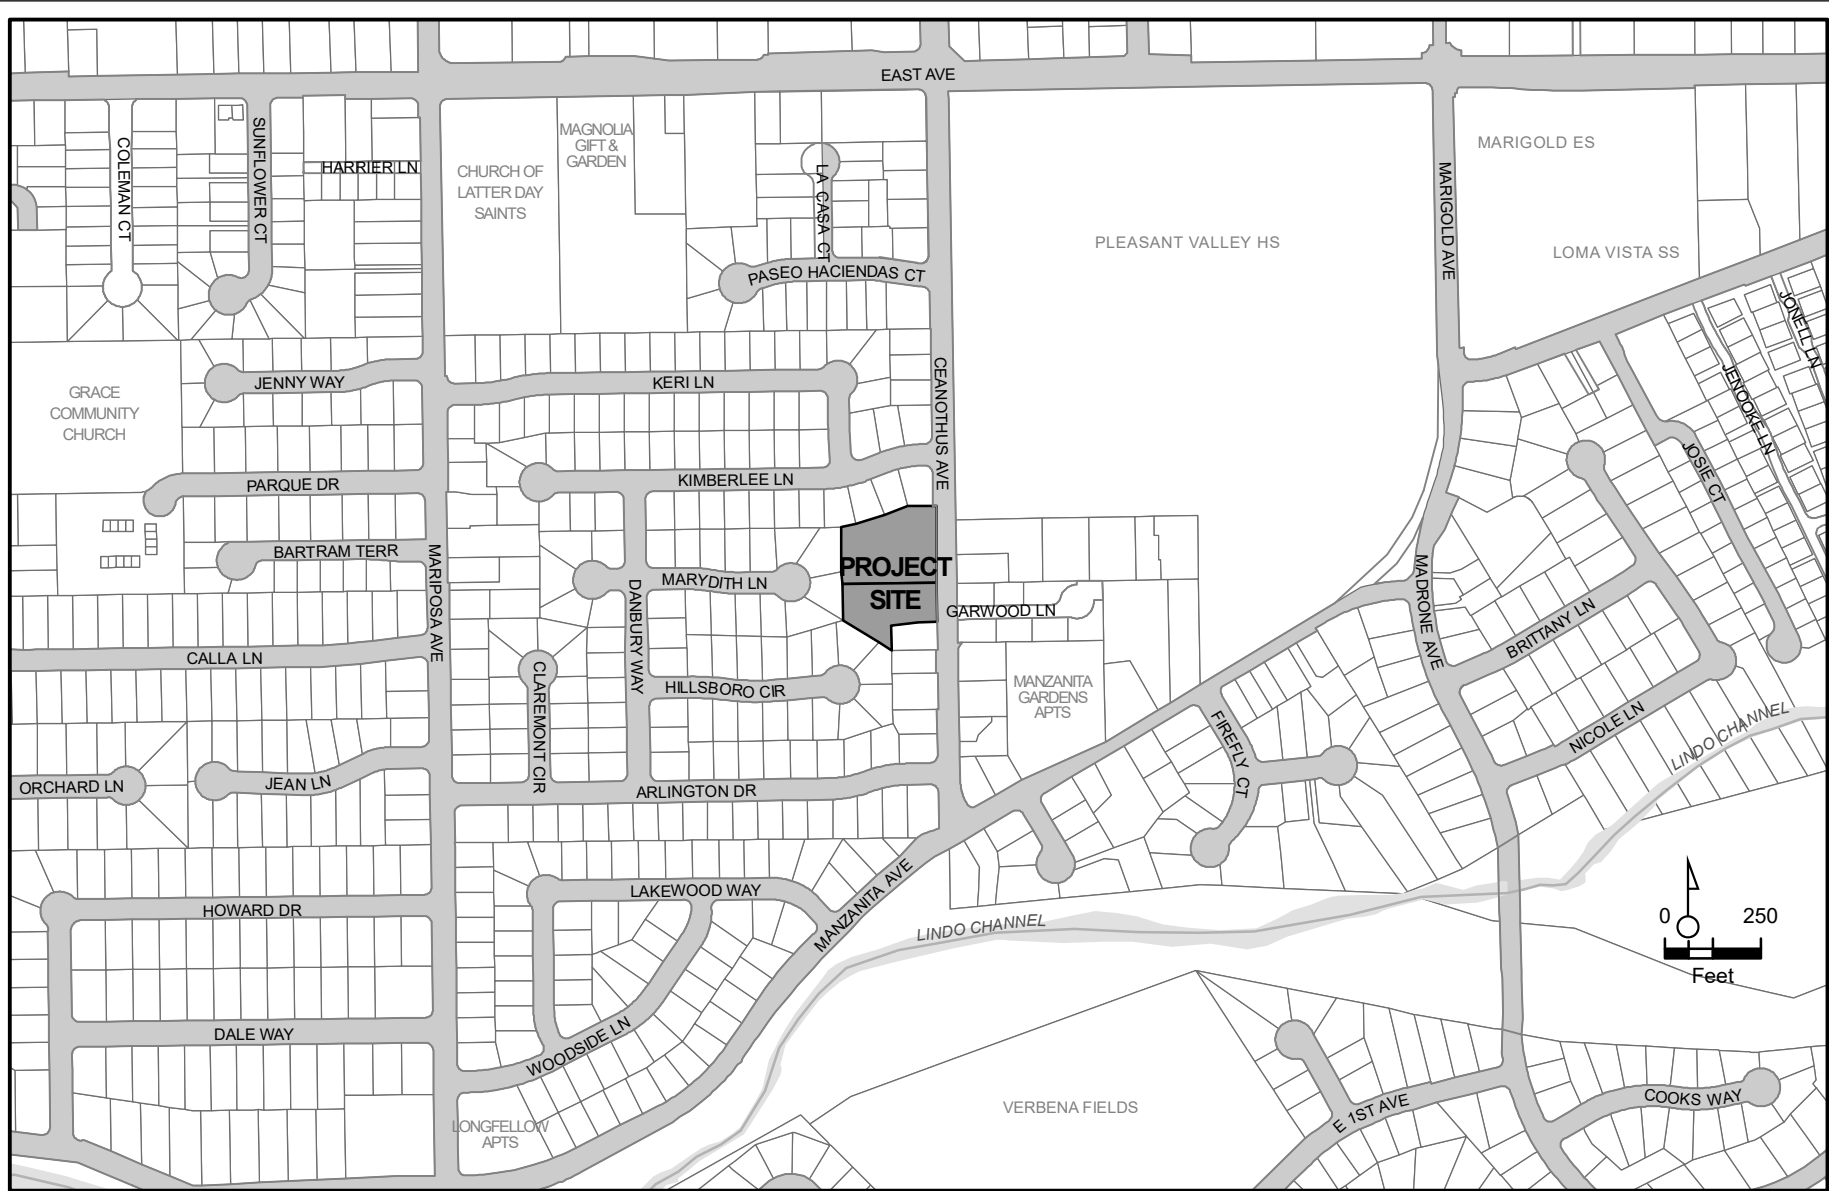 EAST AVE
COLEMAN CT
SUNFLOWER CT
HARRIER LN
MAGNOLIA
GIFT &
GARDEN
CHURCH OF
LATTER DAY
SAINTS
LA CASA CT
PASEO HACIENDAS CT
PLEASANT VALLEY HS
MARIGOLD AVE
MARIGOLD ES
LOMA VISTA SS
JONELL LN
JENOOKE LN
JOSIE CT
GRACE
COMMUNITY
CHURCH
JENNY WAY
KERI LN
CEANOTHUS AVE
PARQUE DR
KIMBERLEE LN
BARTRAM TERR
MARIPOSA AVE
MARYDITH LN
DANBURY WAY
PROJECT
SITE
GARWOOD LN
MADRONE AVE
BRITTANY LN
CALLA LN
CLAREMONT CIR
HILLSBORO CIR
MANZANITA
GARDENS
APTS
FIREFLY CT
NICOLE LN
LINDO CHANNEL
ORCHARD LN
JEAN LN
ARLINGTON DR
LAKEWOOD WAY
MANZANITA AVE
HOWARD DR
LINDO CHANNEL
0 250
Feet
DALE WAY
WOODSIDE LN
LONGFELLOW
APTS
VERBENA FIELDS
E 1ST AVE
COOKS WAY